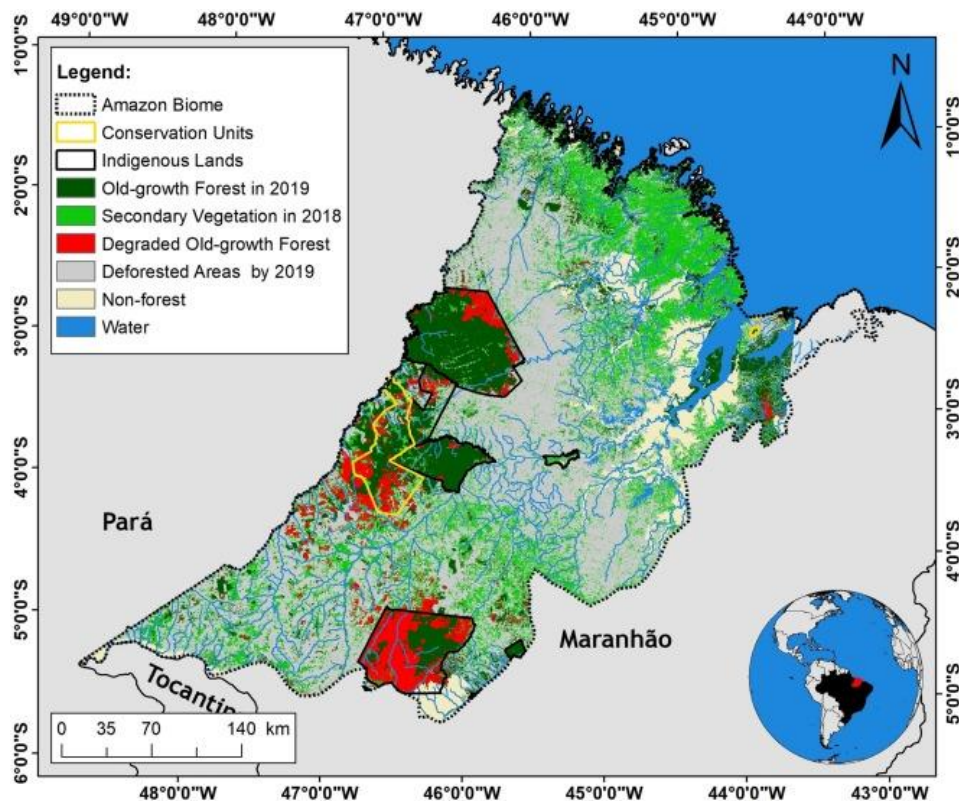 49°0'0"W 48°0'0"W 47°0'0"W 46°0'0"W 45°0'0"W 44°0'0"W
1°0'0"S
2°0'0"S
3°0'0"S
4°0'0"S
5°0'0"S
6°0'0"S
Legend:
Amazon Biome
Conservation Units
Indigenous Lands
Old-growth Forest in 2019
Secondary Vegetation in 2018
Degraded Old-growth Forest
Deforested Areas by 2019
Non-forest
Water
N
1°0'0"S
2°0'0"S
3°0'0"S
4°0'0"S
5°0'0"S
Pará
Maranhão
Tocantin
0 35 70 140 km
48°0'0"W 47°0'0"W 46°0'0"W 45°0'0"W 44°0'0"W 43°0'0"W